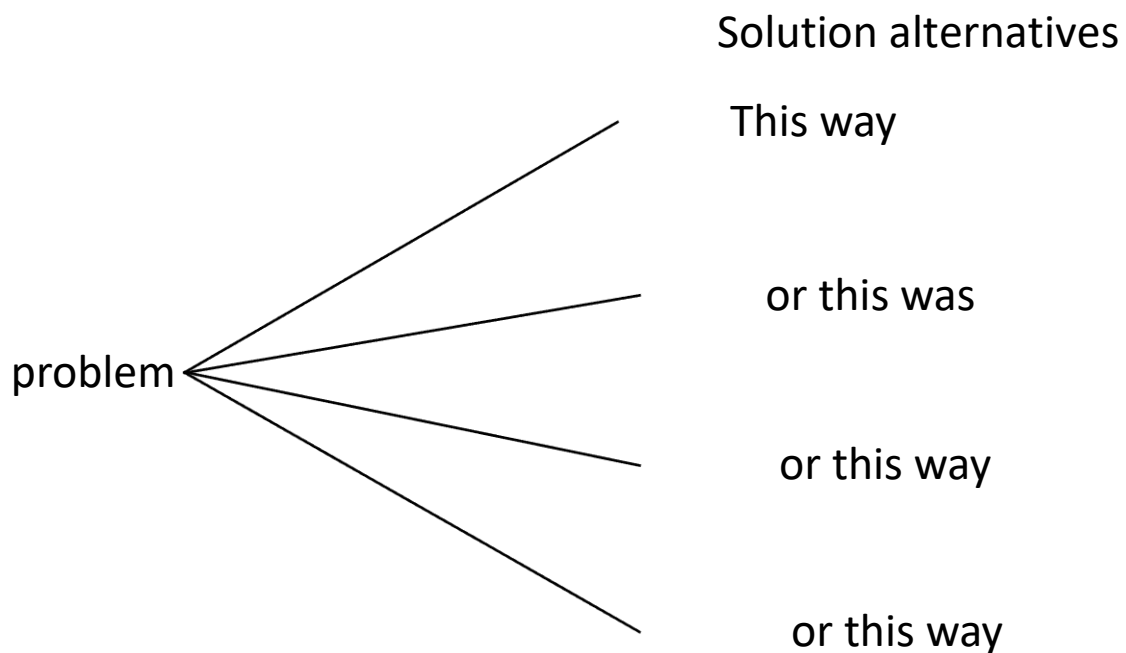 Solution alternatives
This way
or this was
problem
or this way
or this way